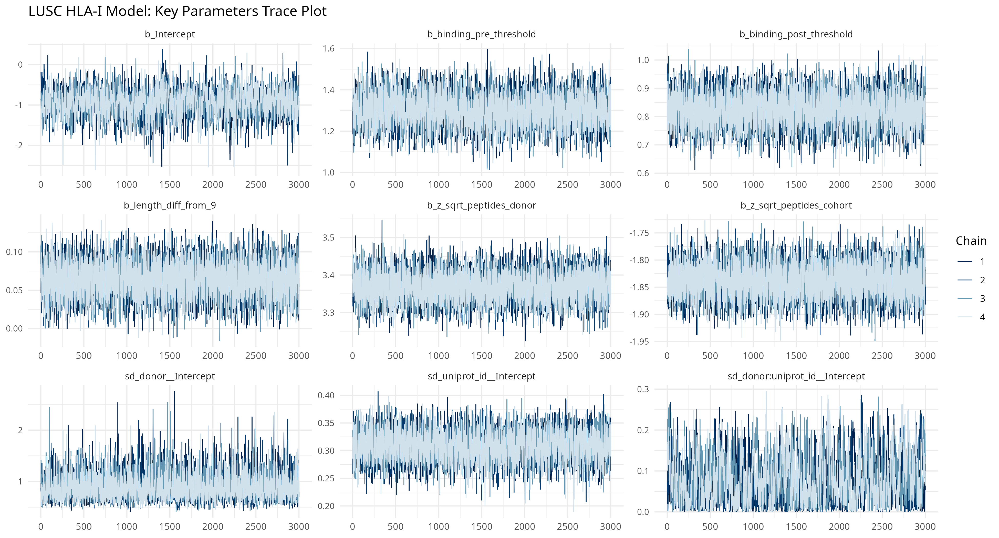 LUSC HLA-I Model: Key Parameters Trace Plot
b_Intercept
b_binding_pre_threshold
b_binding_post_threshold
0
-1
-2
1.6
1.4
1.2
1.0
1.0
0.9
0.8
0.7
0.6
0 500 1000 1500 2000 2500 3000
0 500 1000 1500 2000 2500 3000
0 500 1000 1500 2000 2500 3000
b_length_diff_from_9
b_z_sqrt_peptides_donor
b_z_sqrt_peptides_cohort
0.10
0.05
0.00
3.5
3.4
3.3
-1.75
-1.80
-1.85
-1.90
-1.95
0 500 1000 1500 2000 2500 3000
0 500 1000 1500 2000 2500 3000
0 500 1000 1500 2000 2500 3000
sd_donor__Intercept
sd_uniprot_id__Intercept
sd_donor:uniprot_id__Intercept
2
1
0.40
0.35
0.30
0.25
0.20
0.3
0.2
0.1
0.0
0 500 1000 1500 2000 2500 3000
0 500 1000 1500 2000 2500 3000
0 500 1000 1500 2000 2500 3000
Chain
1
2
3
4